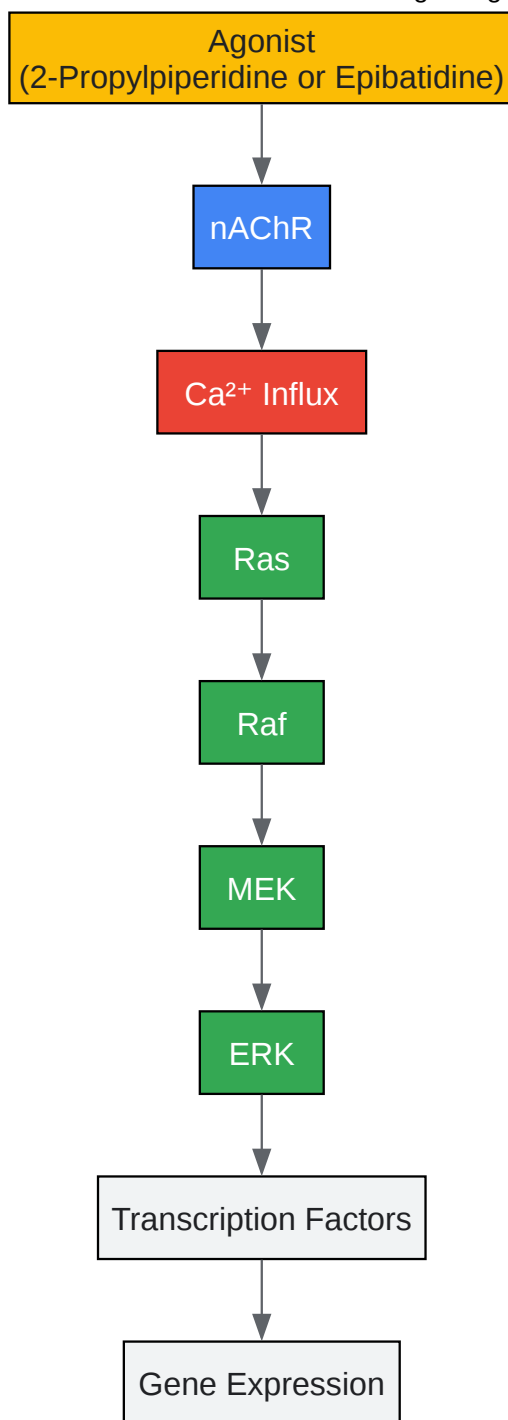 Agonist
(2-Propylpiperidine or Epibatidine)
nAChR
Ca²⁺ Influx
Ras
Raf
MEK
ERK
Transcription Factors
Gene Expression